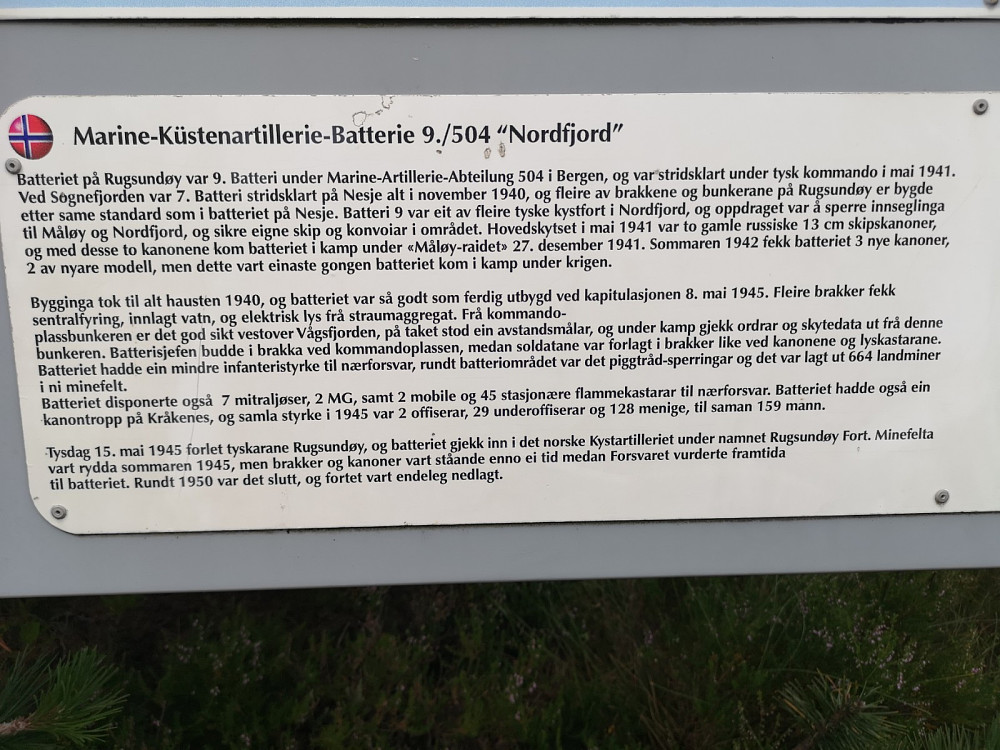 Marine-Küstenartillerie-Batterie 9./504 “Nordfjord”
Batteriet på Rugsundøy var 9. Batteri under Marine-Artillerie-Abteilung 504 i Bergen, og var stridsklart under tysk kommando i mai 1941.
Ved Sognefjorden var 7. Batteri stridsklart på Nesje alt i november 1940, og fleire av brakkene og bunkerane på Rugsundøy er bygde
etter same standard som i batteriet på Nesje. Batteri 9 var eit av fleire tyske kystfort i Nordfjord, og oppdraget var å sperre innseglinga
til Måløy og Nordfjord, og sikre eigne skip og konvoiar i området. Hovedskytset i mai 1941 var to gamle russiske 13 cm skipskanoner,
og med desse to kanonene kom batteriet i kamp under «Måløy-raidet» 27. desember 1941. Sommaren 1942 fekk batteriet 3 nye kanoner,
2 av nyare modell, men dette vart einaste gongen batteriet kom i kamp under krigen.
Bygginga tok til alt hausten 1940, og batteriet var så godt som ferdig utbygd ved kapitulasjonen 8. mai 1945. Fleire brakker fekk
sentralfyring, innlagt vatn, og elektrisk lys frå straumaggregat. Frå kommando-
plassbunkeren er det god sikt vestover Vågsfjorden, på taket stod ein avstandsmålar, og under kamp gjekk ordrar og skytedata ut frå denne
bunkeren. Batterisjefen budde i brakka ved kommandoplassen, medan soldatane var forlagt i brakker like ved kanonene og lyskastarane.
Batteriet hadde ein mindre infanteristyrke til nærforsvar, rundt batteriområdet var det piggtråd-sperringar og det var lagt ut 664 landminer
i ni minefelt.
Batteriet disponerte også 7 mitraljøser, 2 MG, samt 2 mobile og 45 stasjonære flammekastarar til nærforsvar. Batteriet hadde også ein
kanontropp på Kråkenes, og samla styrke i 1945 var 2 offiserar, 29 underoffiserar og 128 menige, til saman 159 mann.
Tysdag 15. mai 1945 forlet tyskarane Rugsundøy, og batteriet gjekk inn i det norske Kystartilleriet under namnet Rugsundøy Fort. Minefelta
vart rydda sommaren 1945, men brakker og kanoner vart ståande enno ei tid medan Forsvaret vurderte framtida
til batteriet. Rundt 1950 var det slutt, og fortet vart endeleg nedlagt.